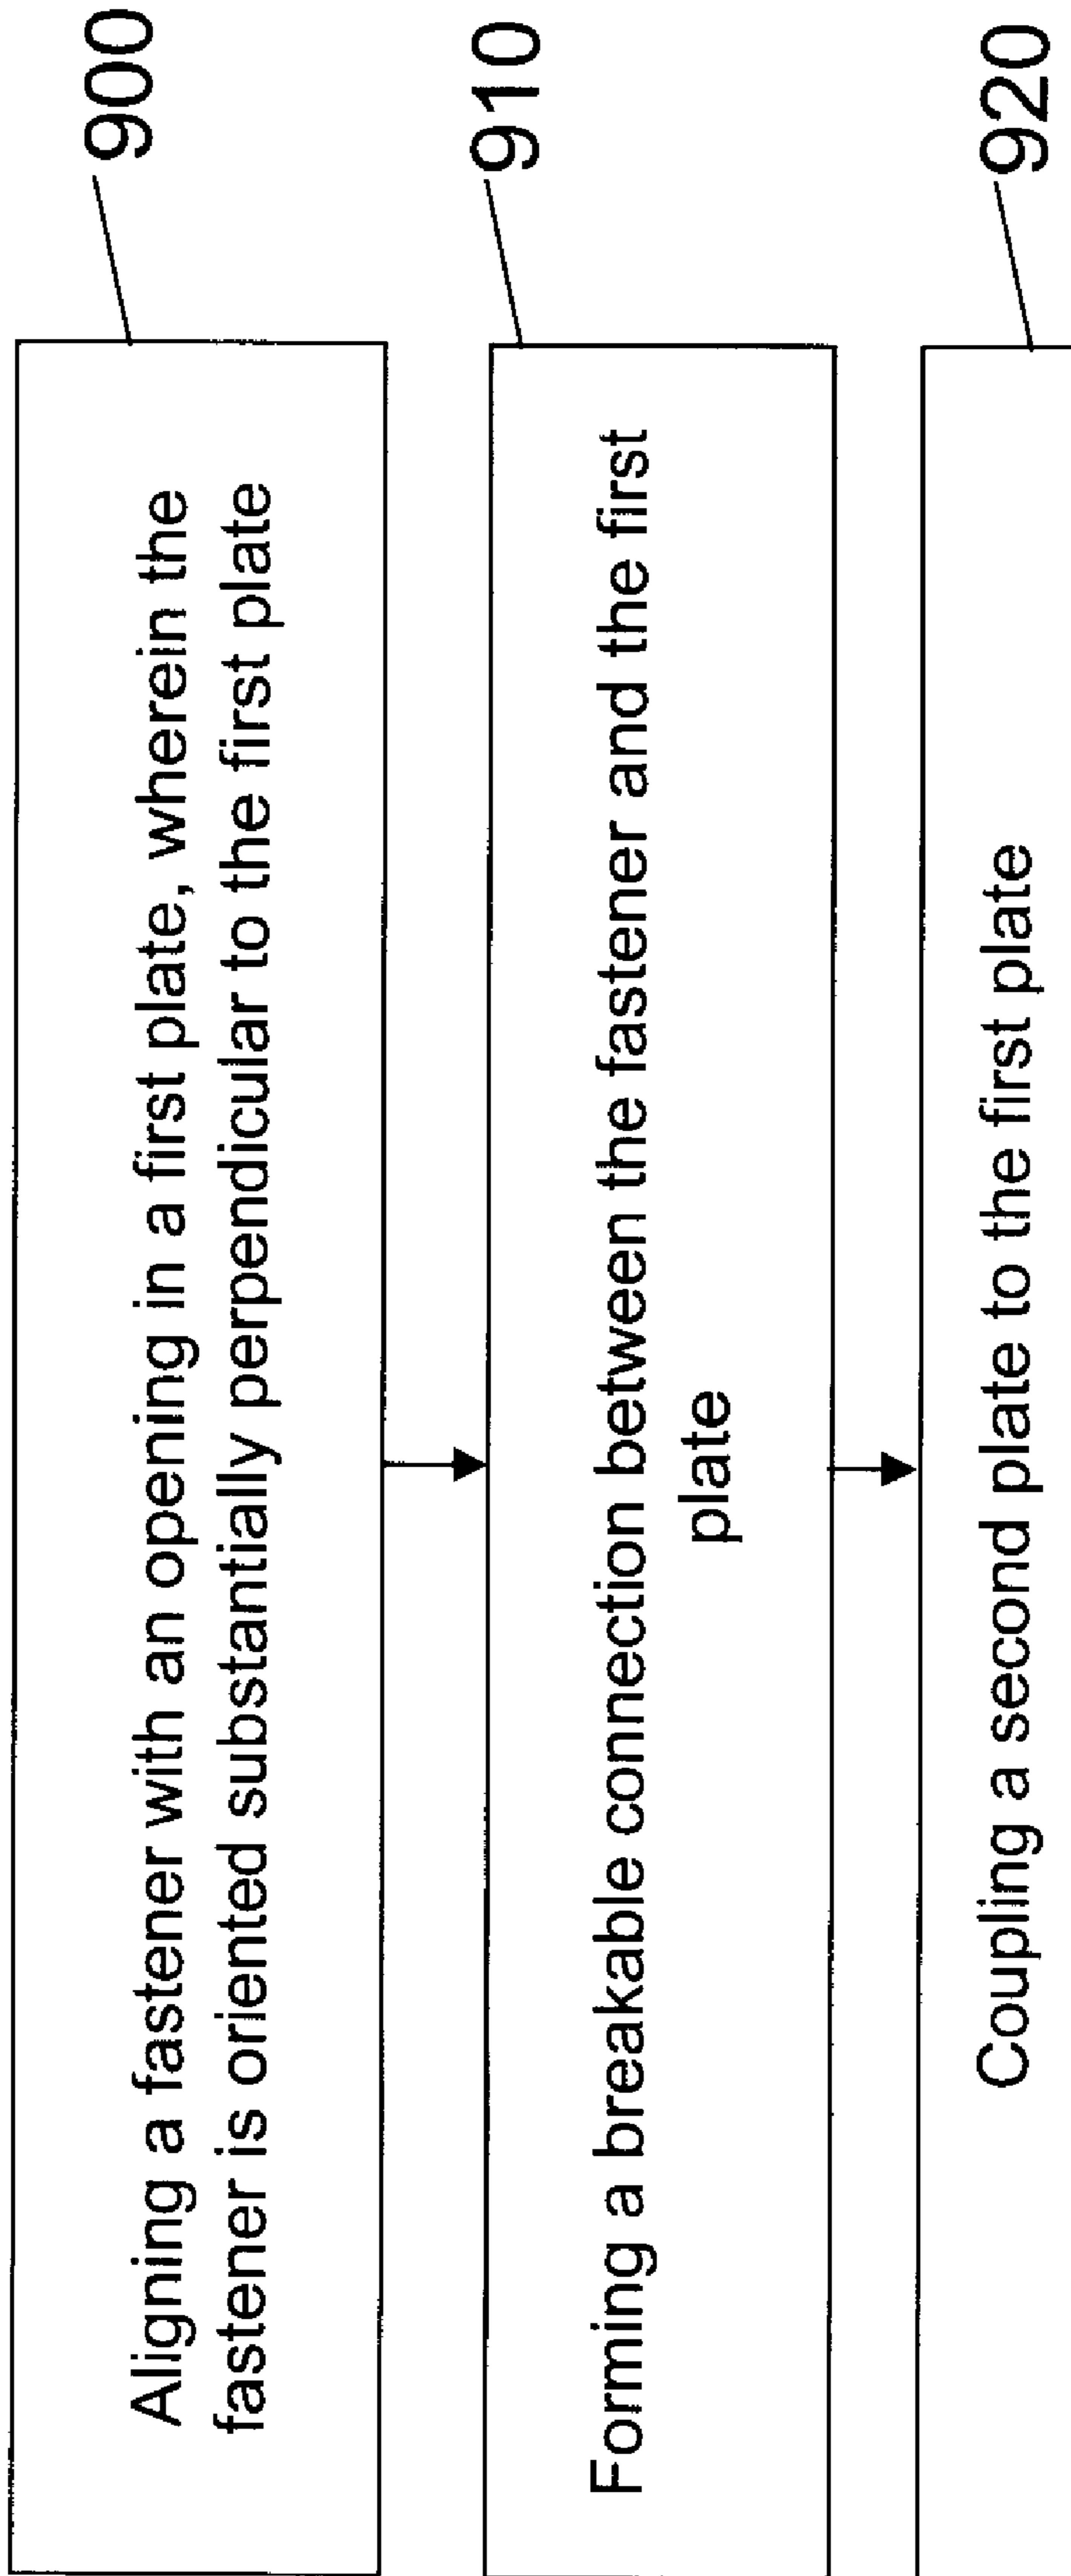 900
Aligning a fastener with an opening in a first plate, wherein the
fastener is oriented substantially perpendicular to the first plate
910
Forming a breakable connection between the fastener and the first
plate
920
Coupling a second plate to the first plate